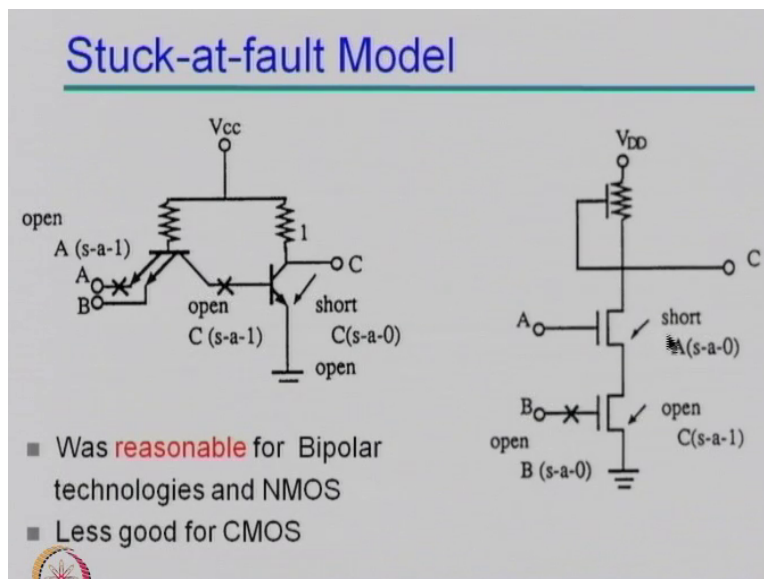 Stuck-at-fault Model
Vcc
open
A (s-a-1)
A
B
1
C
open
C (s-a-1)
short
C(s-a-0)
open
VDD
C
A
short
A(s-a-0)
B
open
B (s-a-0)
open
C(s-a-1)
Was reasonable for Bipolar
technologies and NMOS
Less good for CMOS